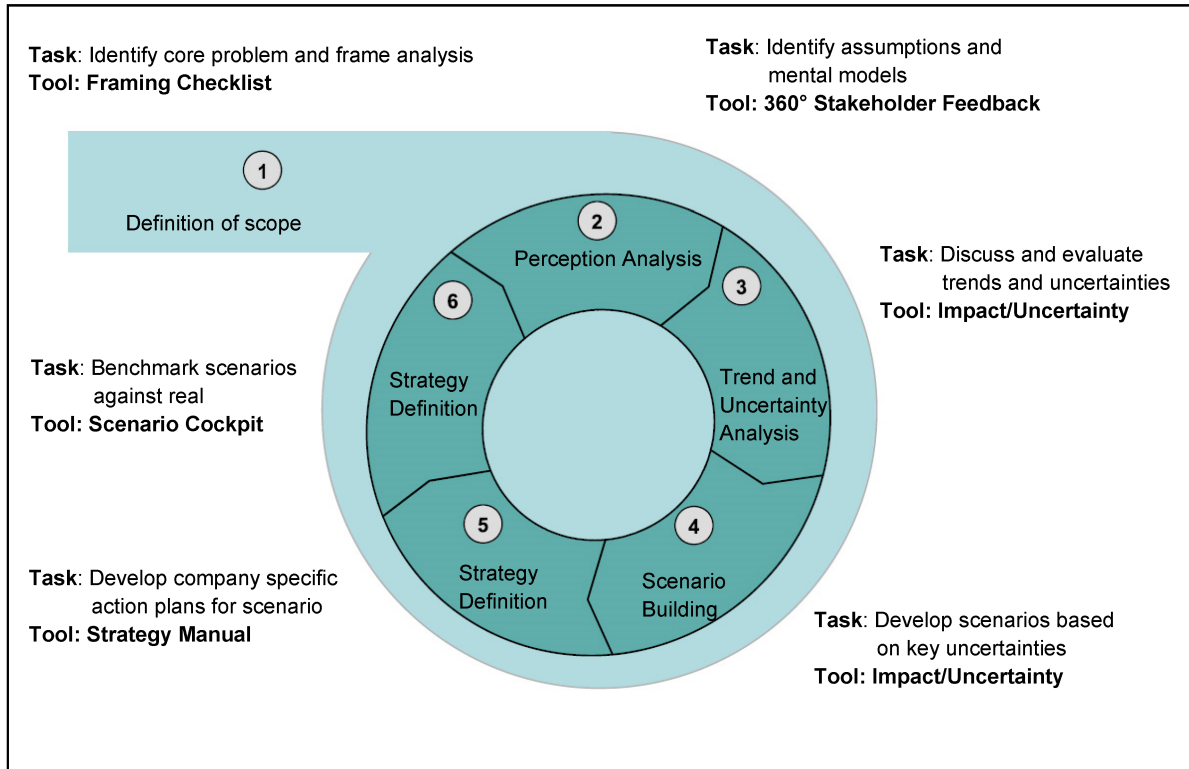 Task: Identify core problem and frame analysis
Tool: Framing Checklist
Task: Identify assumptions and
mental models
Tool: 360° Stakeholder Feedback
1
Definition of scope
2
Perception Analysis
Task: Discuss and evaluate
trends and uncertainties
Tool: Impact/Uncertainty
3
Trend and
Uncertainty
Analysis
6
Strategy
Definition
Task: Benchmark scenarios
against real
Tool: Scenario Cockpit
5
Strategy
Definition
4
Scenario
Building
Task: Develop company specific
action plans for scenario
Tool: Strategy Manual
Task: Develop scenarios based
on key uncertainties
Tool: Impact/Uncertainty